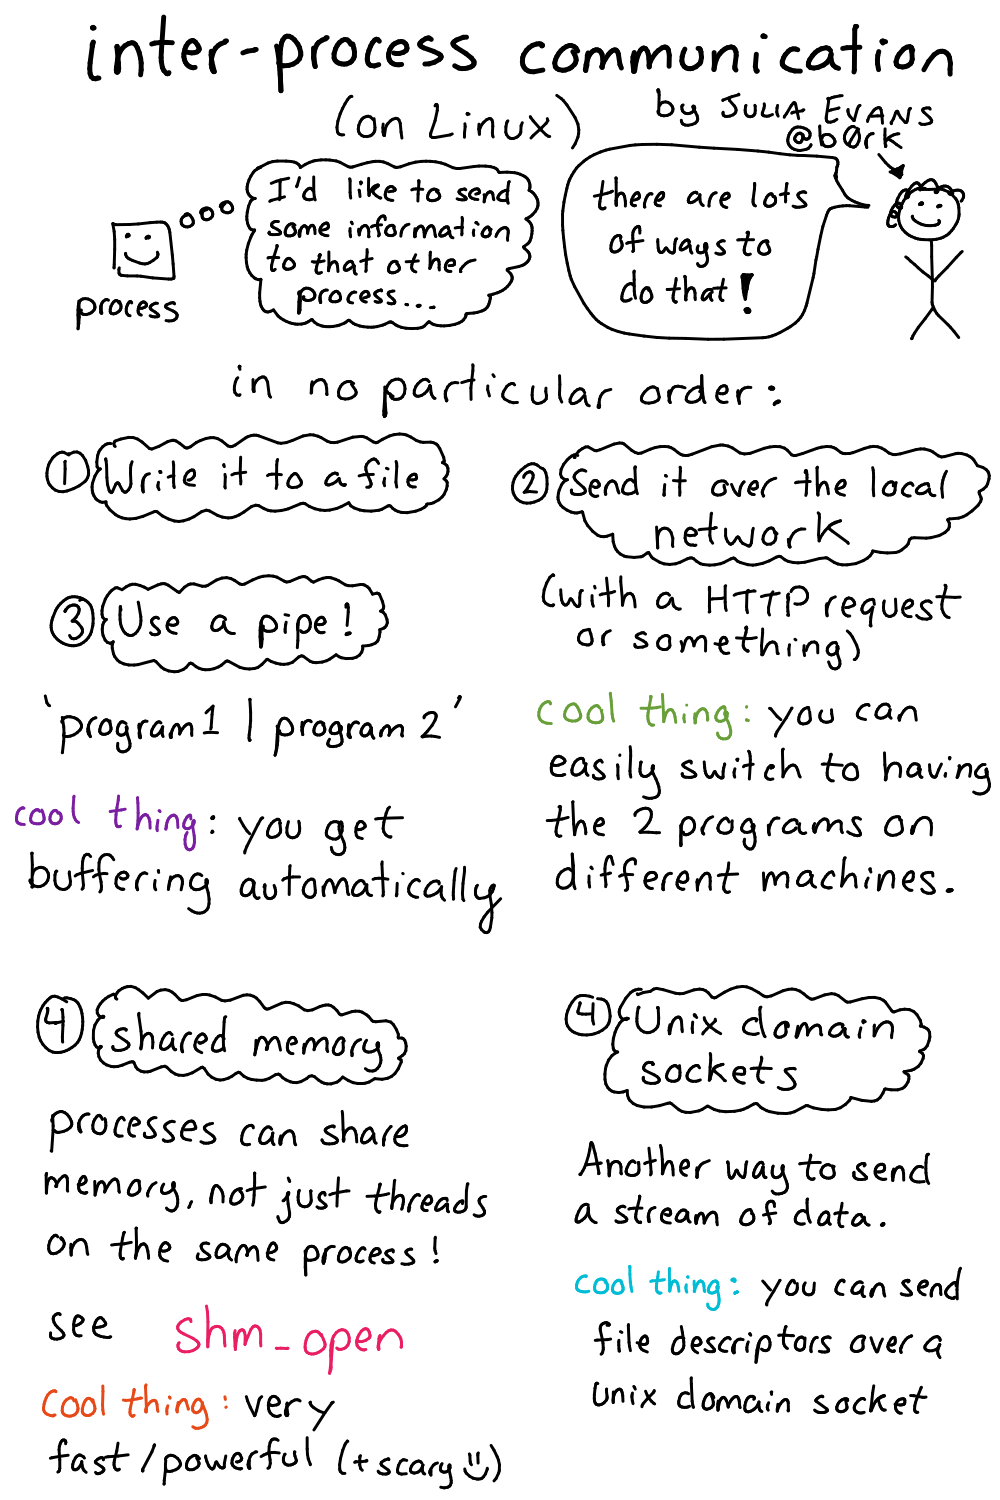 inter-process communication
(on Linux)
by JULIA EVANS
@b0rk
process
I'd like to send
some information
to that other
process...
there are lots
of ways to
do that!
in no particular order:
① Write it to a file
② Send it over the local
network
(with a HTTP request
or something)
cool thing: you can
easily switch to having
the 2 programs on
different machines.
③ Use a pipe!
'program1 | program2'
cool thing: you get
buffering automatically
④ shared memory
processes can share
memory, not just threads
on the same process!
see shm_open
cool thing: very
fast/powerful (+scary)
④ Unix domain
sockets
Another way to send
a stream of data.
cool thing: you can send
file descriptors over a
unix domain socket